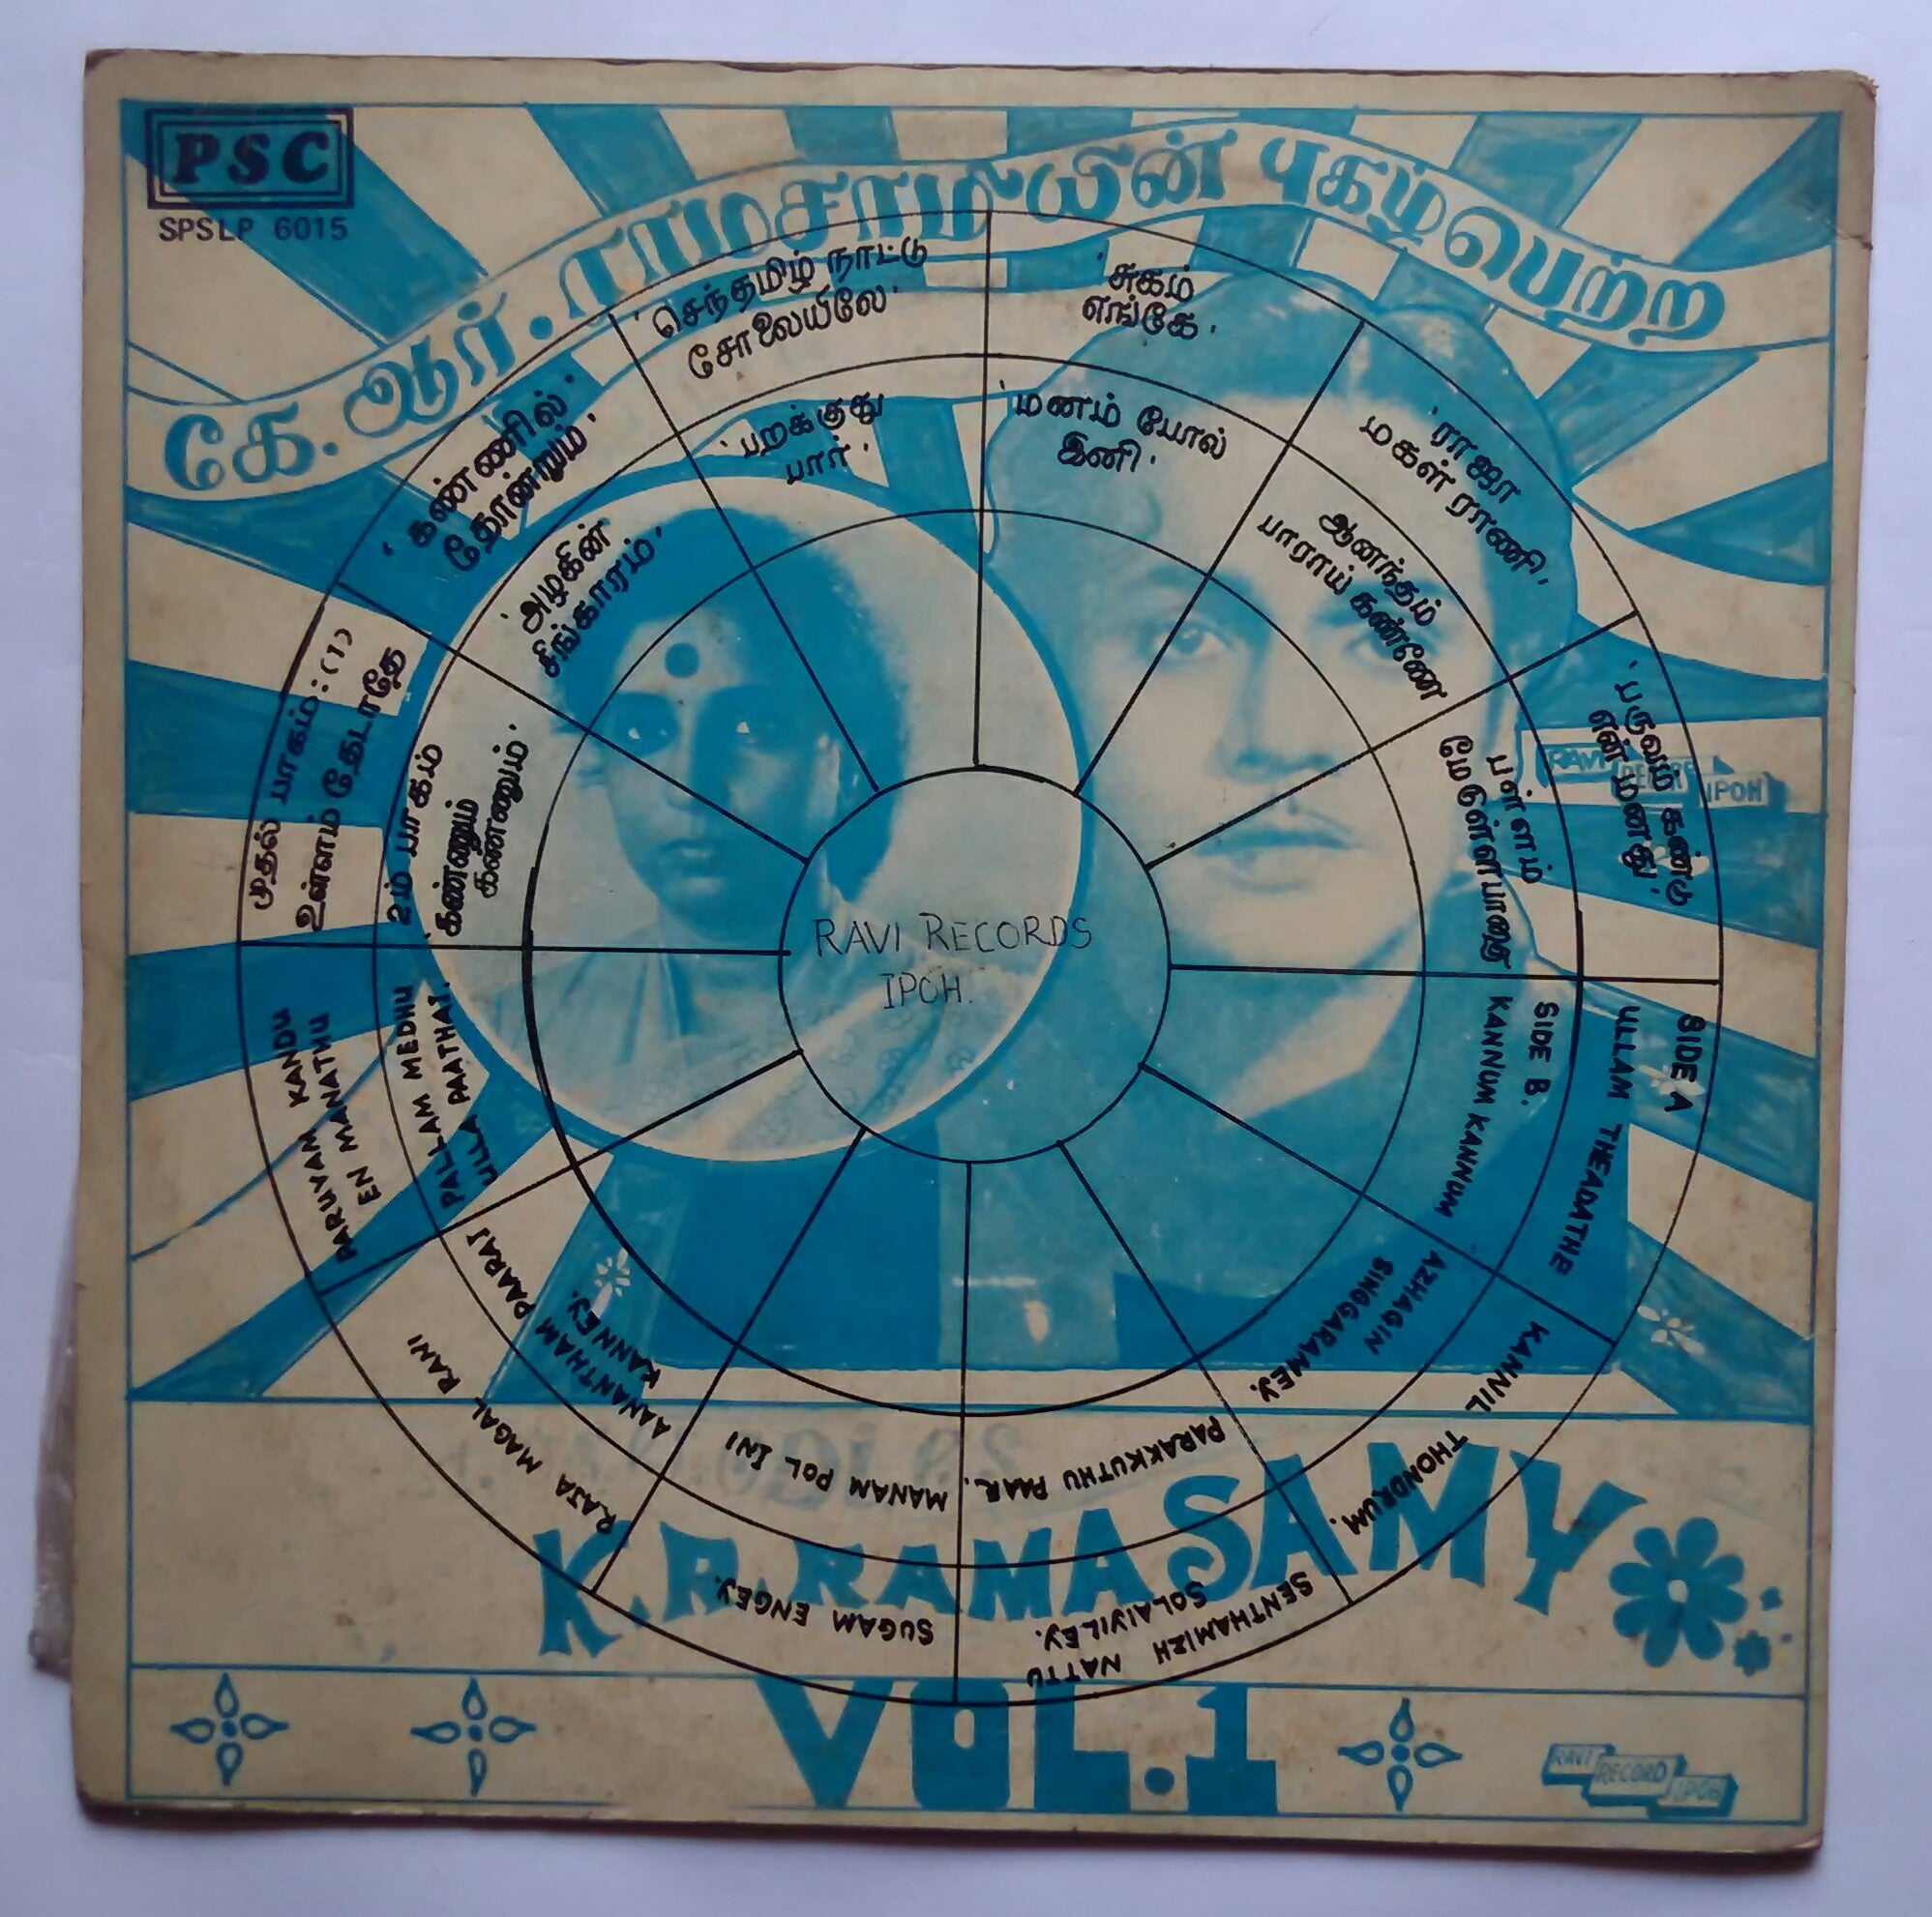 PSC
SPSLP 6015
கே. ஆர். ராமசாமியின் புகழ்பெற்ற
முதல் பாகம்:(1)
உள்ளம் தேடாதே
'கண்ணில்'
தோன்றும்'
'செந்தமிழ் நாட்டு
சோலையிலே'
'சுகம்
எங்கே'
'ராஜா
மகள் ராணி'
'பருவம் கண்டு
என் மனது'
2ம் பாகம்
'கண்ணும்
கண்ணும்'
'அழகின்
சிங்காரம்'
'பறக்குது
பார்'
'மனம் போல்
இனி'
ஆனந்தம்
பாராய் கண்ணே
பள்ளம்
RAVI
IPOH
RAVI RECORDS
IPOH.
SIDE A
ULLAM THEADATHE
KANNIL
THONDRUM.
SENTHAMIZH NATTU
SOLAIYILEY.
SUGAM ENGEY.
RAJA MAGAL RANI
PARUVAM KANDU
EN MANATHU
SIDE B.
KANNUM KANNUM
AZHAGIN
SINGGARAMEY.
PARAKKUTHU PAAR.
MANAM POL INI
AANANTHAM PAARAI
KANNEY.
PALLAM MEDHU
ULLA PAATHAI.
K.R.RAMASAMY
VOL.1
RAVI
RECORD
IPOH